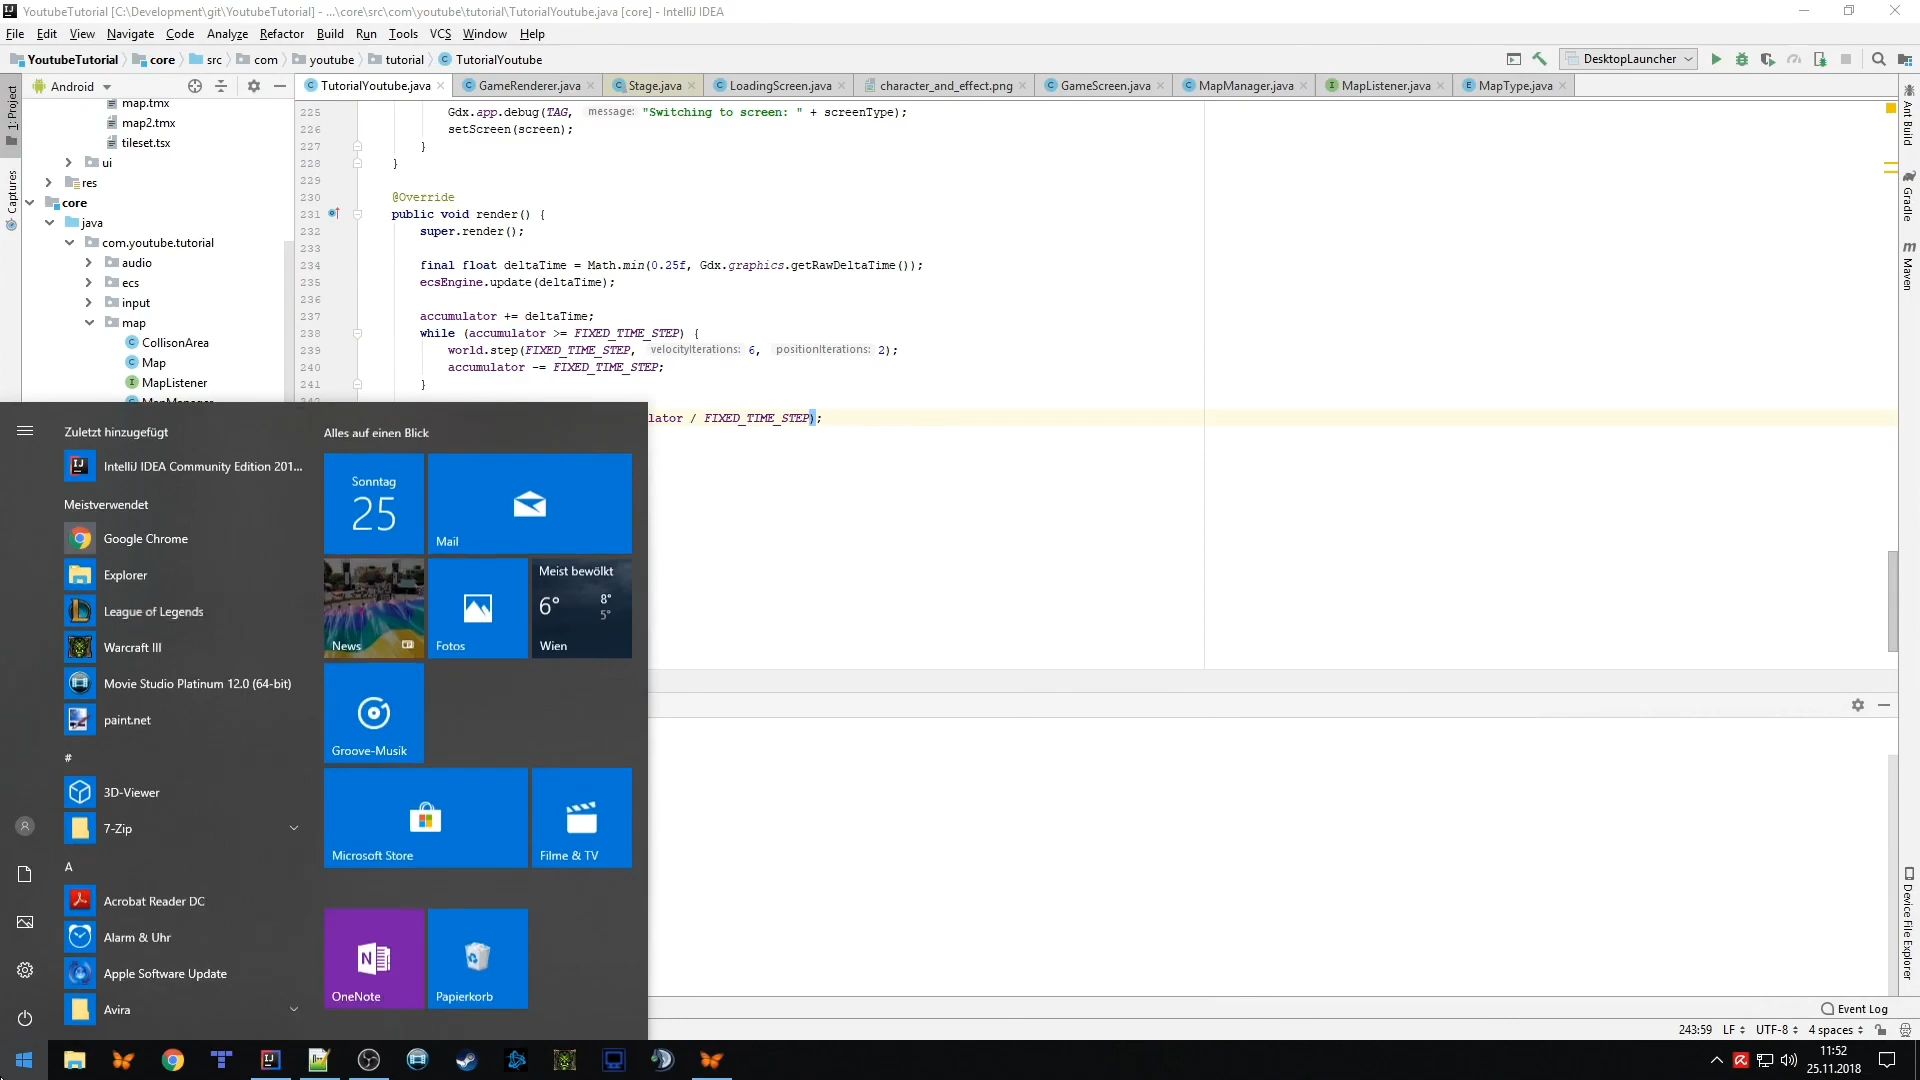 YoutubeTutorial [C:\Development\git\YoutubeTutorial] - ...\core\src\com\youtube\tutorial\TutorialYoutube.java [core] - IntelliJ IDEA
File Edit View Navigate Code Analyze Refactor Build Run Tools VCS Window Help
YoutubeTutorial core src com youtube tutorial TutorialYoutube
DesktopLauncher
Android
TutorialYoutube.java GameRenderer.java Stage.java LoadingScreen.java character_and_effect.png GameScreen.java MapManager.java MapListener.java MapType.java
1: Project
Captures
map.tmx
map2.tmx
tileset.tsx
ui
res
core
java
com.youtube.tutorial
audio
ecs
input
map
CollisonArea
Map
MapListener
225 Gdx.app.debug(TAG, message: "Switching to screen: " + screenType);
226 setScreen(screen);
227 }
228 }
229
230 @Override
231 public void render() {
232 super.render();
233
234 final float deltaTime = Math.min(0.25f, Gdx.graphics.getRawDeltaTime());
235 ecsEngine.update(deltaTime);
236
237 accumulator += deltaTime;
238 while (accumulator >= FIXED_TIME_STEP) {
239 world.step(FIXED_TIME_STEP, velocityIterations: 6, positionIterations: 2);
240 accumulator -= FIXED_TIME_STEP;
241 }
lator / FIXED_TIME_STEP);
Ant Build
Gradle
Maven
Device File Explorer
Zuletzt hinzugefügt
IntelliJ IDEA Community Edition 201...
Meistverwendet
Google Chrome
Explorer
League of Legends
Warcraft III
Movie Studio Platinum 12.0 (64-bit)
paint.net
#
3D-Viewer
7-Zip
A
Acrobat Reader DC
Alarm & Uhr
Apple Software Update
Avira
Alles auf einen Blick
Sonntag
25
Mail
News
Fotos
Meist bewölkt
6° 8°
5°
Wien
Groove-Musik
Microsoft Store
Filme & TV
OneNote
Papierkorb
Event Log
243:59 LF UTF-8 4 spaces
11:52
25.11.2018